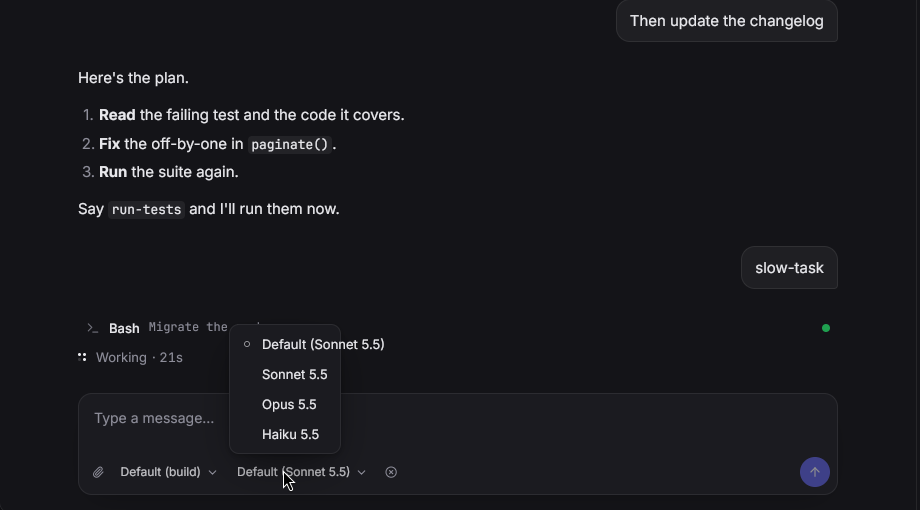 Then update the changelog
Here's the plan.
1. Read the failing test and the code it covers.
2. Fix the off-by-one in paginate().
3. Run the suite again.
Say run-tests and I'll run them now.
slow-task
Bash Migrate the
Working · 21s
Default (Sonnet 5.5)
Sonnet 5.5
Opus 5.5
Haiku 5.5
Type a message...
Default (build) Default (Sonnet 5.5)